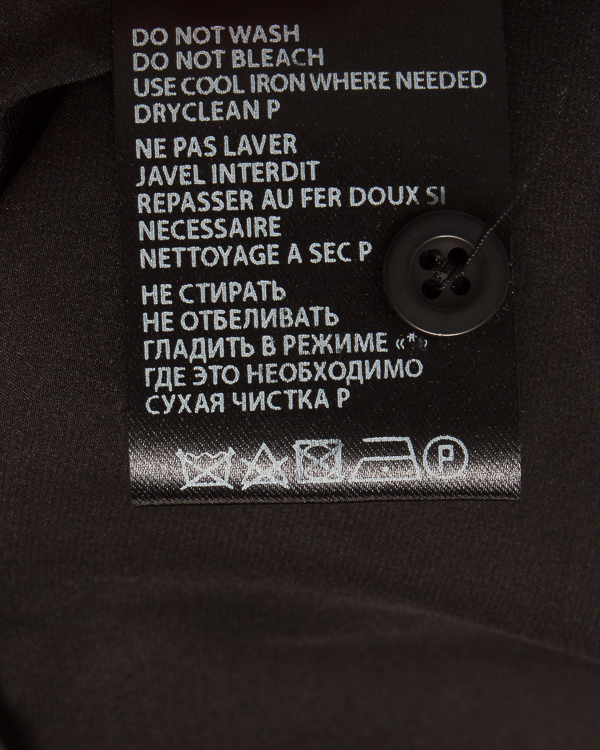 DO NOT WASH
DO NOT BLEACH
USE COOL IRON WHERE NEEDED
DRYCLEAN P
NE PAS LAVER
JAVEL INTERDIT
REPASSER AU FER DOUX SI
NECESSAIRE
NETTOYAGE A SEC P
НЕ СТИРАТЬ
НЕ ОТБЕЛИВАТЬ
ГЛАДИТЬ В РЕЖИМЕ «*»
ГДЕ ЭТО НЕОБХОДИМО
СУХАЯ ЧИСТКА P
P